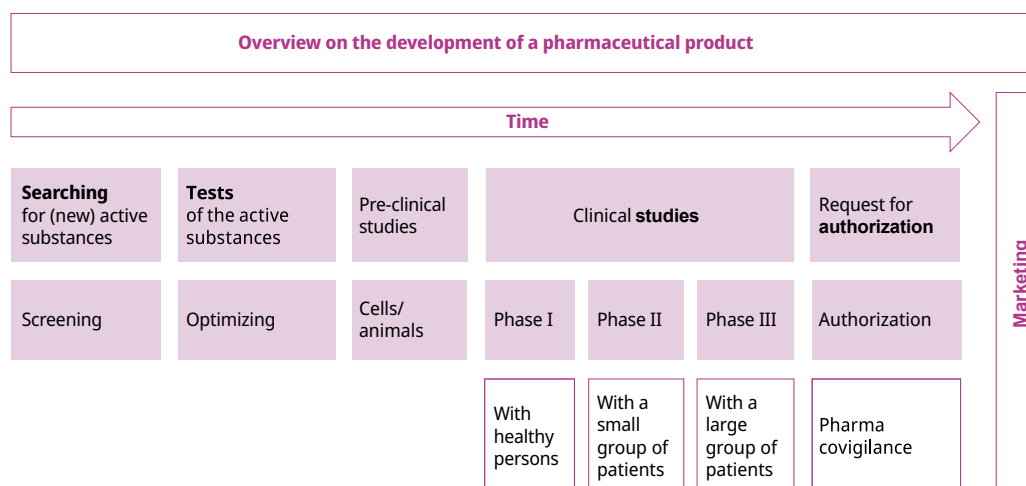 Overview on the development of a pharmaceutical product
Time
Searching
for (new) active
substances
Tests
of the active
substances
Pre-clinical
studies
Clinical studies
Request for
authorization
Marketing
Screening
Optimizing
Cells/
animals
Phase I
Phase II
Phase III
Authorization
With
healthy
persons
With a
small
group of
patients
With a
large
group of
patients
Pharma
covigilance